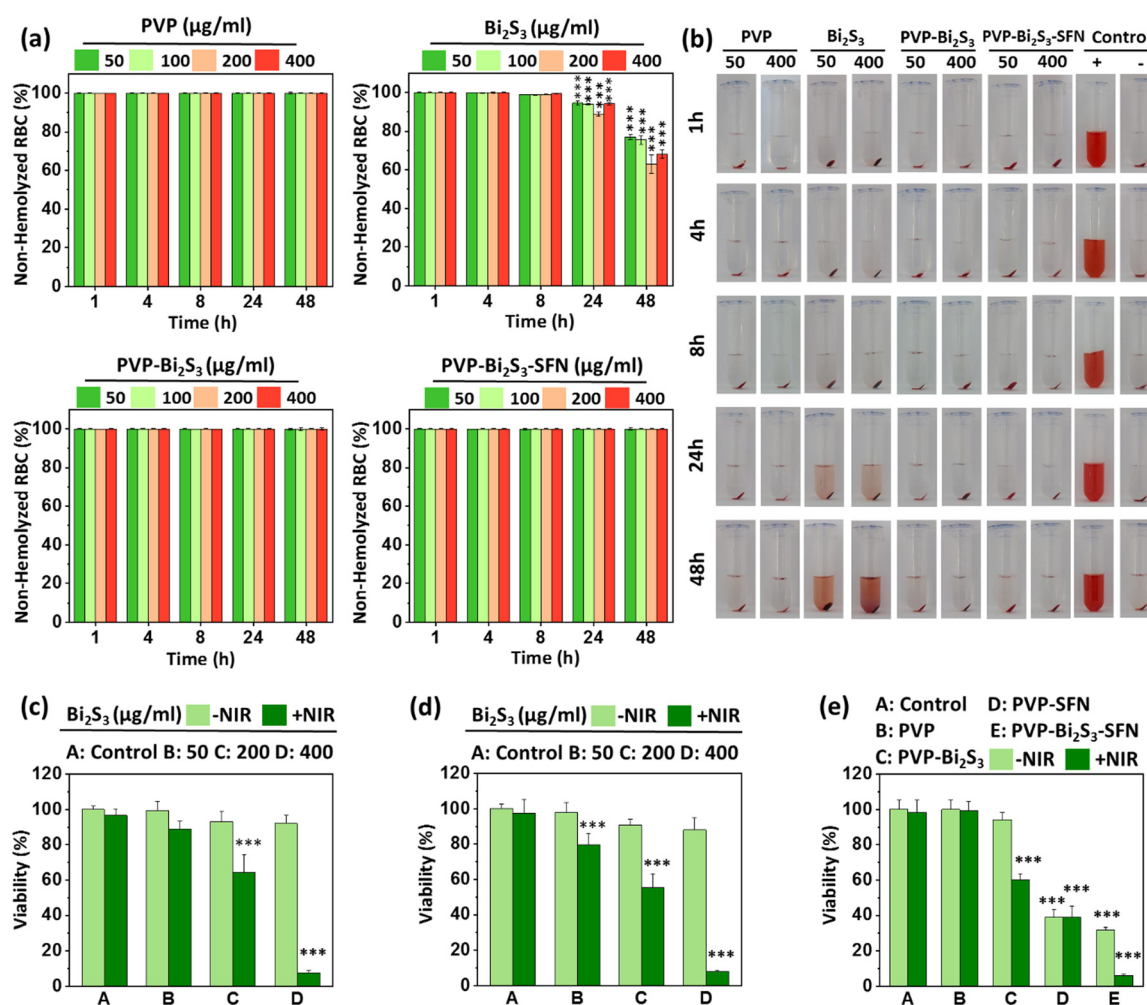 (a)
PVP (µg/ml)
50 100 200 400
Non-Hemolyzed RBC (%)
100
80
60
40
20
0
1 4 8 24 48
Time (h)
Bi₂S₃ (µg/ml)
50 100 200 400
Non-Hemolyzed RBC (%)
100
80
60
40
20
0
*** *** *** ***
*** *** *** ***
1 4 8 24 48
Time (h)
PVP-Bi₂S₃ (µg/ml)
50 100 200 400
Non-Hemolyzed RBC (%)
100
80
60
40
20
0
1 4 8 24 48
Time (h)
PVP-Bi₂S₃-SFN (µg/ml)
50 100 200 400
Non-Hemolyzed RBC (%)
100
80
60
40
20
0
1 4 8 24 48
Time (h)
(b)
PVP Bi₂S₃ PVP-Bi₂S₃ PVP-Bi₂S₃-SFN Control
50 400 50 400 50 400 50 400 + -
1h
4h
8h
24h
48h
(c)
Bi₂S₃ (µg/ml) -NIR +NIR
A: Control B: 50 C: 200 D: 400
Viability (%)
120
100
80
60
40
20
0
***
***
A B C D
(d)
Bi₂S₃ (µg/ml) -NIR +NIR
A: Control B: 50 C: 200 D: 400
Viability (%)
120
100
80
60
40
20
0
***
***
***
A B C D
(e)
A: Control D: PVP-SFN
B: PVP E: PVP-Bi₂S₃-SFN
C: PVP-Bi₂S₃ -NIR +NIR
Viability (%)
120
100
80
60
40
20
0
***
*** ***
***
***
A B C D E